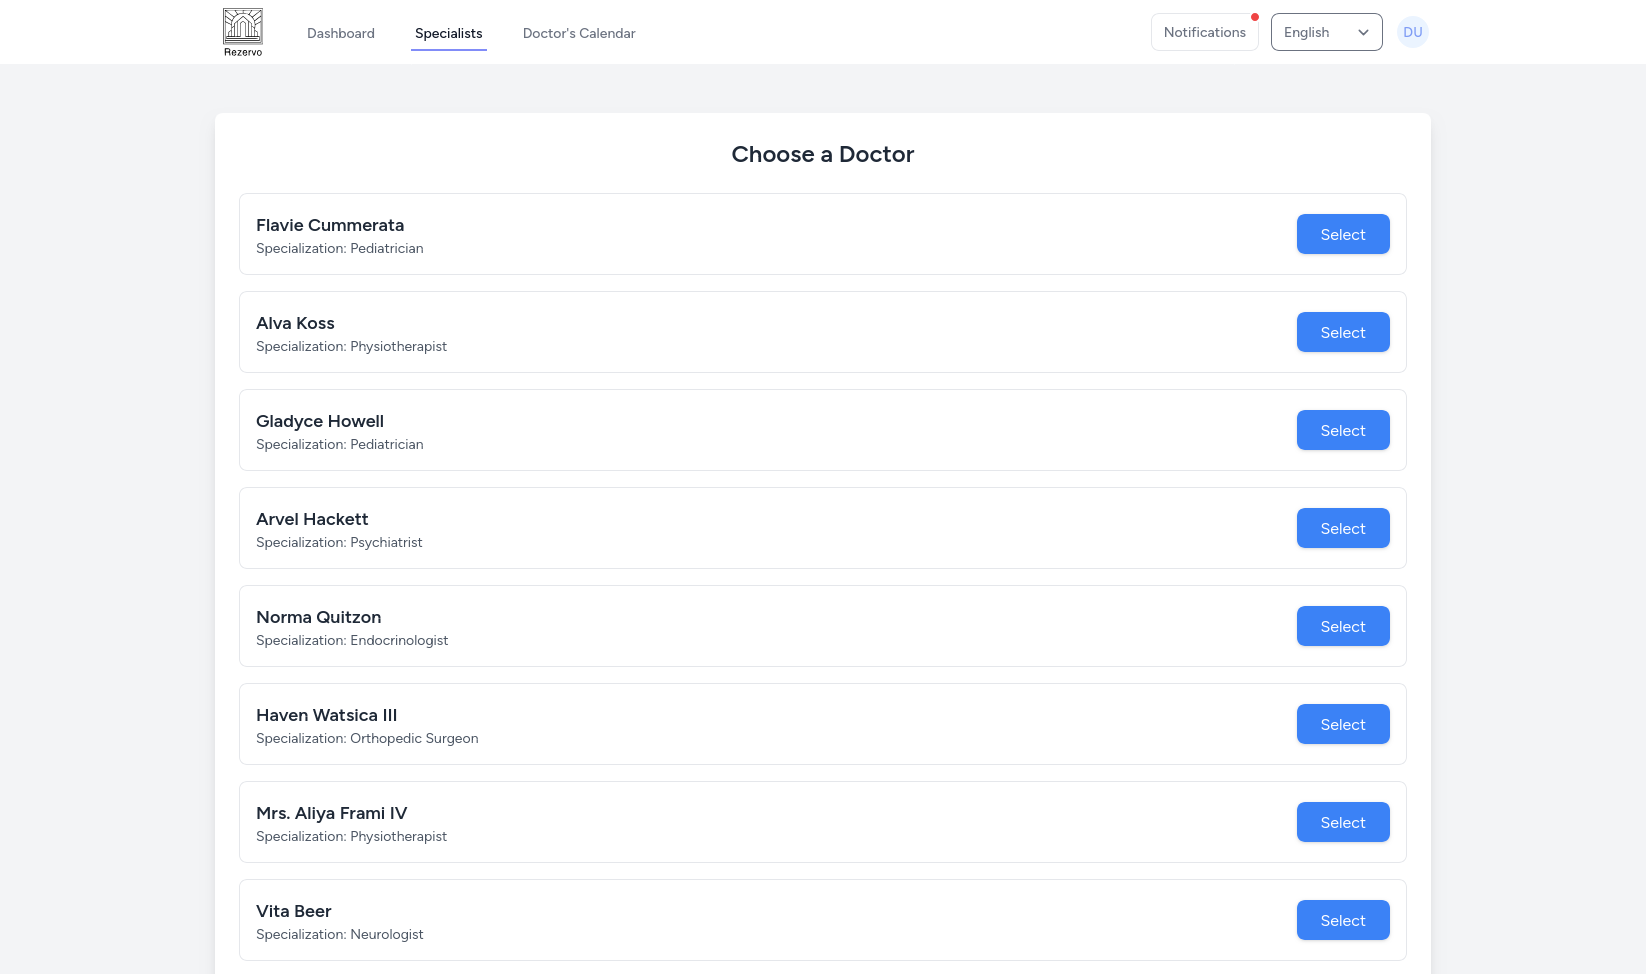 Rezervo
Dashboard
Specialists
Doctor's Calendar
Notifications
English
DU
Choose a Doctor
Flavie Cummerata
Specialization: Pediatrician
Select
Alva Koss
Specialization: Physiotherapist
Select
Gladyce Howell
Specialization: Pediatrician
Select
Arvel Hackett
Specialization: Psychiatrist
Select
Norma Quitzon
Specialization: Endocrinologist
Select
Haven Watsica III
Specialization: Orthopedic Surgeon
Select
Mrs. Aliya Frami IV
Specialization: Physiotherapist
Select
Vita Beer
Specialization: Neurologist
Select